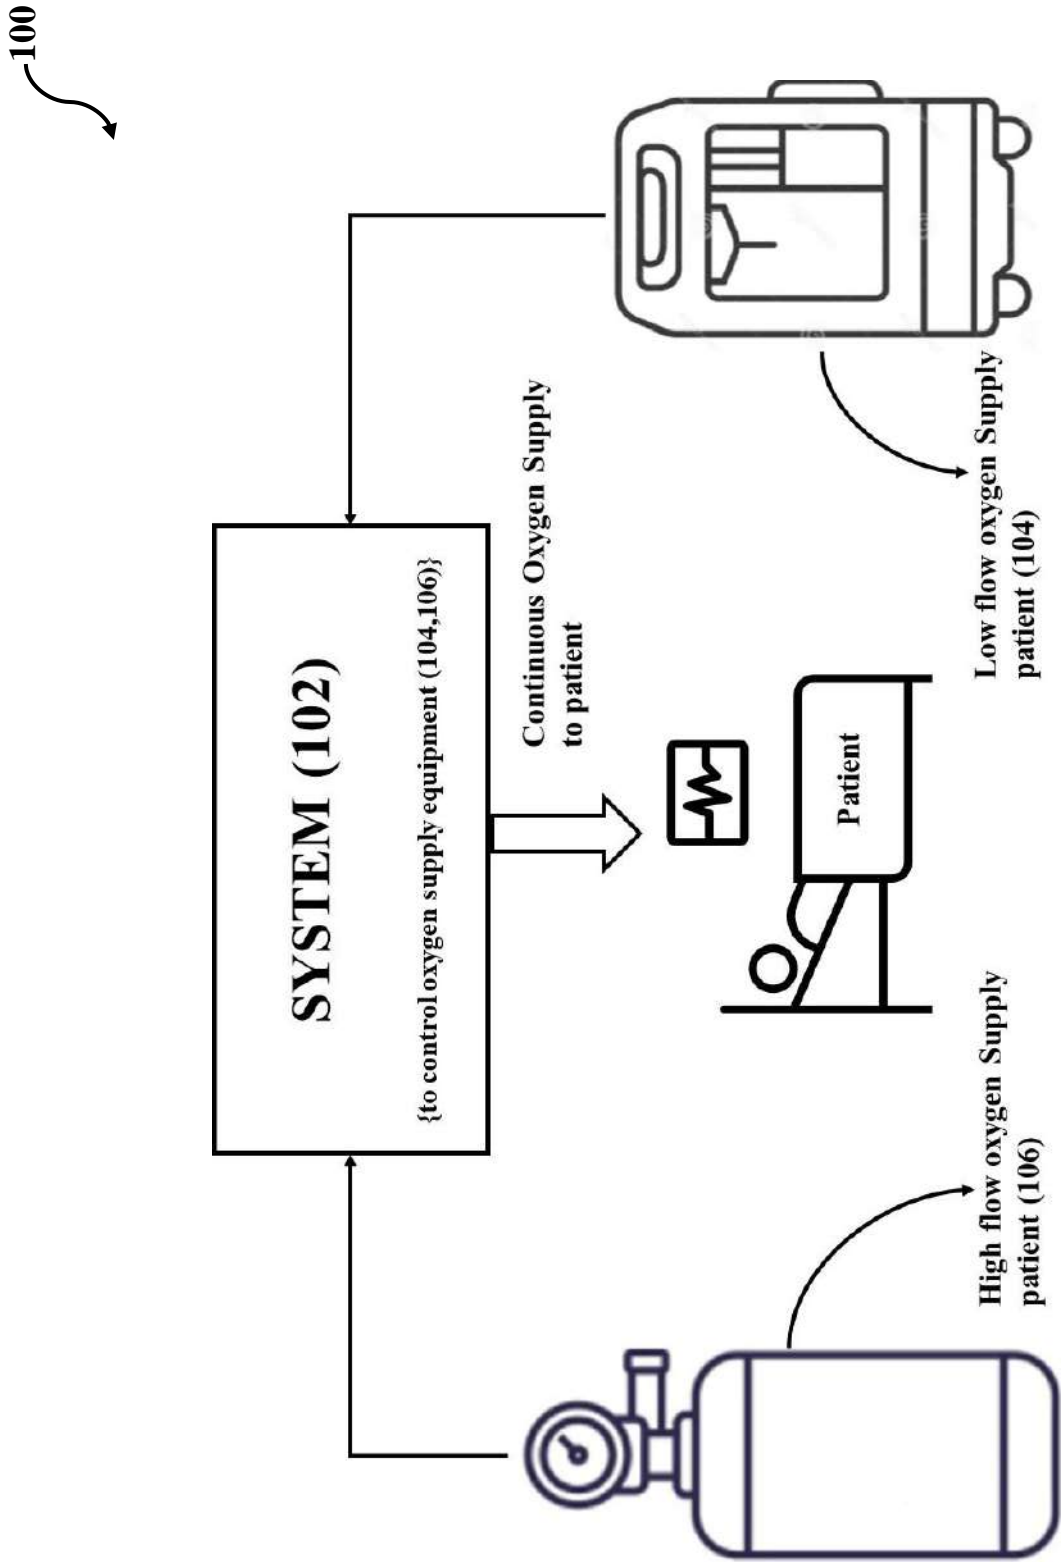 100
SYSTEM (102)
{to control oxygen supply equipment (104,106)}
Continuous Oxygen Supply
to patient
Patient
High flow oxygen Supply
patient (106)
Low flow oxygen Supply
patient (104)